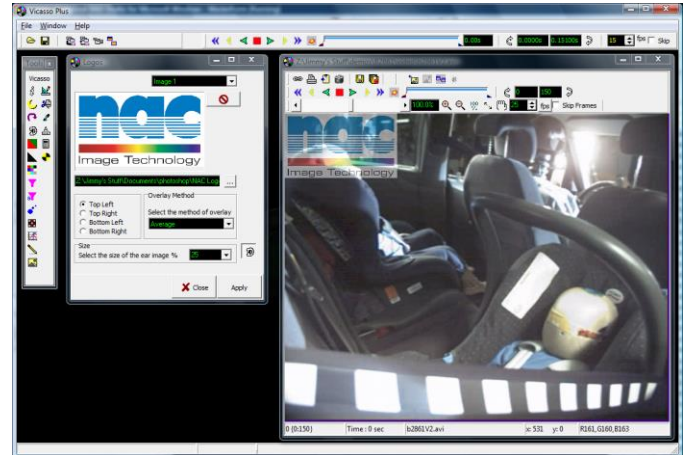 Vicasso Plus
File Window Help
0.00s 0.0000s 0.15100s 15 fps Skip
Vicasso
Logos
Image 1
nac
Image Technology
Z:\Jimmy's Stuff\Documents\photoshop\NAC Log ...
Top Left
Top Right
Bottom Left
Bottom Right
Overlay Method
Select the method of overlay
Average
Size
Select the size of the ear image % 25
Close Apply
0 150
100.0% 25 fps Skip Frames
nac
Image Technology
0 (0:150) Time : 0 sec b2861V2.avi x: 531 y: 0 R161,G160,B163